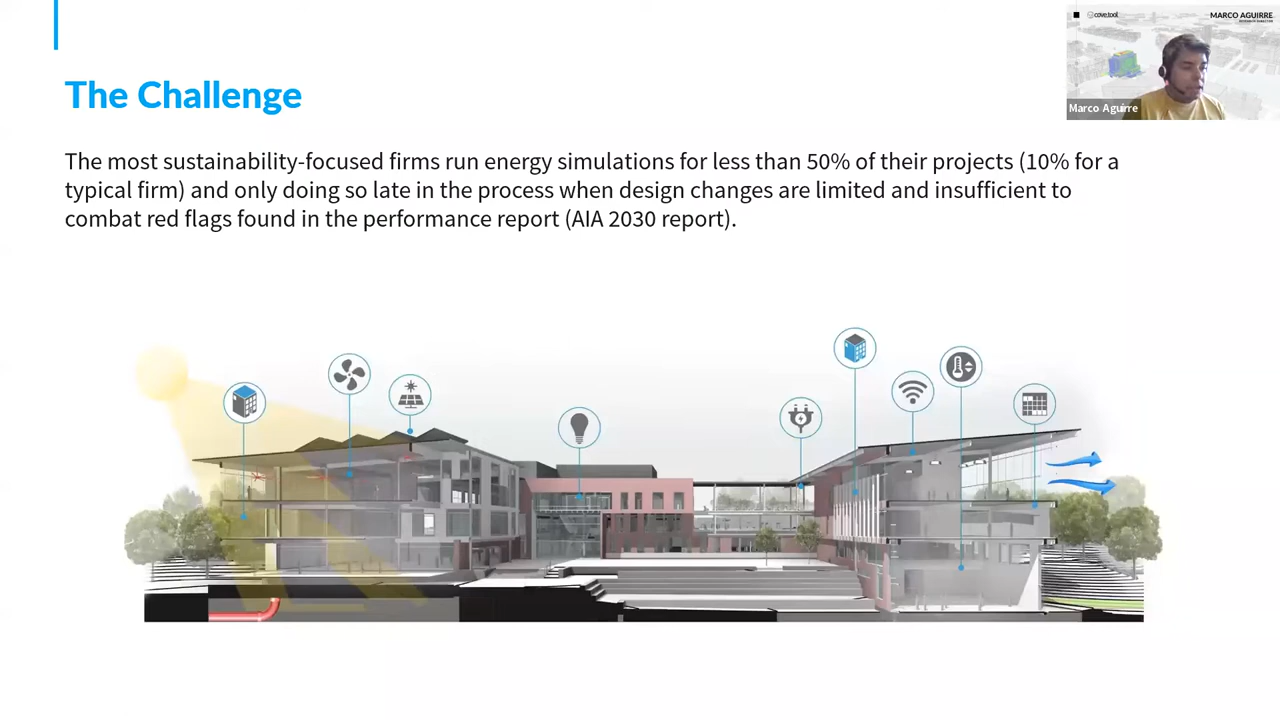 The Challenge
The most sustainability-focused firms run energy simulations for less than 50% of their projects (10% for a
typical firm) and only doing so late in the process when design changes are limited and insufficient to
combat red flags found in the performance report (AIA 2030 report).
cove.tool
MARCO AGUIRRE
Marco Aguirre